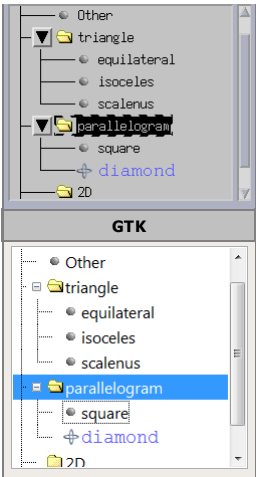 Other
triangle
equilateral
isoceles
scalenus
parallelogram
square
diamond
2D
GTK
Other
triangle
equilateral
isoceles
scalenus
parallelogram
square
diamond
2D